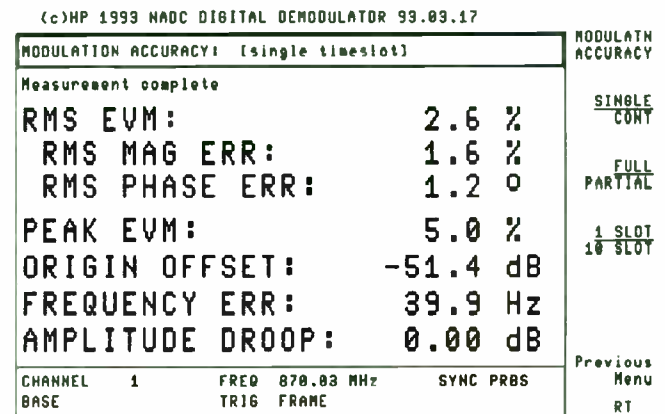 (c)HP 1993 NADC DIGITAL DEMODULATOR 93.03.17
MODULATION ACCURACY: [single timeslot]
Measurement complete
RMS EVM: 2.6 %
RMS MAG ERR: 1.6 %
RMS PHASE ERR: 1.2 o
PEAK EVM: 5.0 %
ORIGIN OFFSET: -51.4 dB
FREQUENCY ERR: 39.9 Hz
AMPLITUDE DROOP: 0.00 dB
CHANNEL 1 FREQ 870.03 MHz SYNC PRBS
BASE TRIG FRAME
MODULATN
ACCURACY
SINGLE
CONT
FULL
PARTIAL
1 SLOT
10 SLOT
Previous
Menu
RT